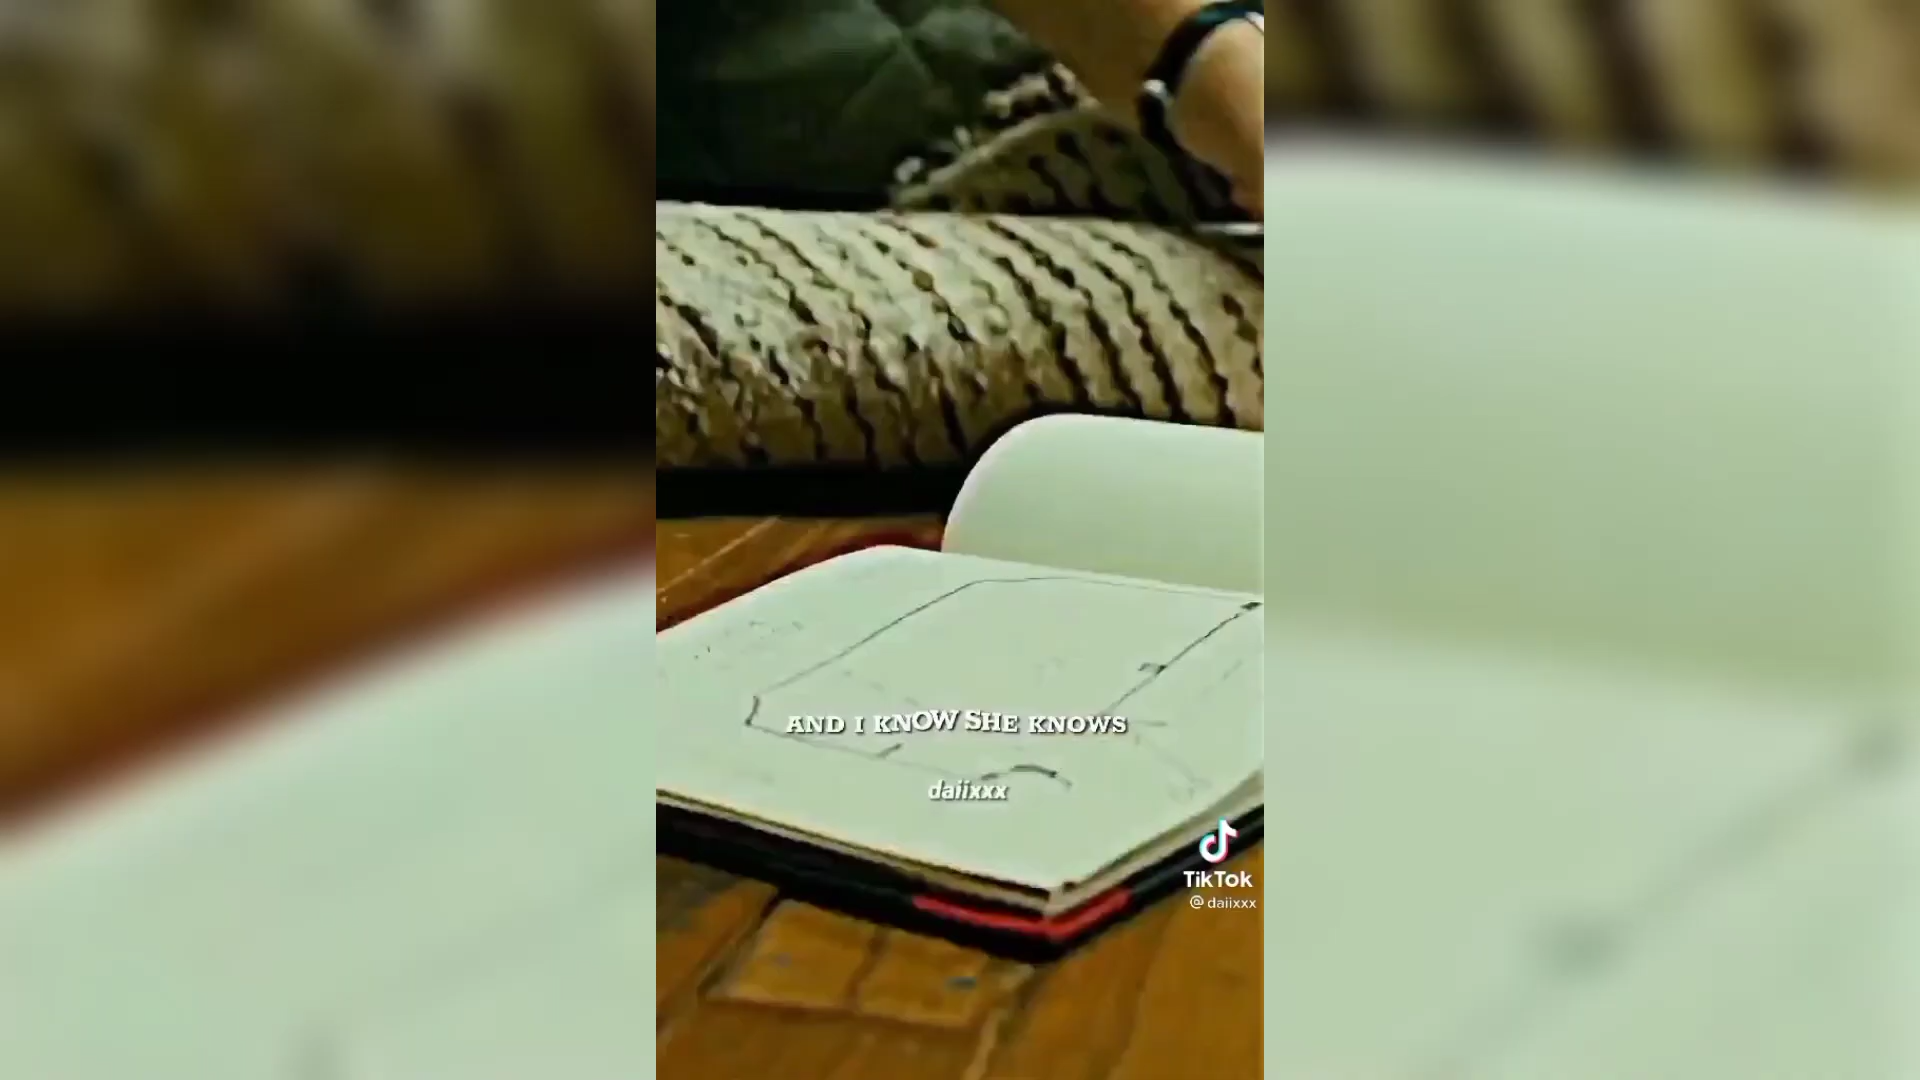 AND I KNOW SHE KNOWS
daiixxx
TikTok
@daiixxx